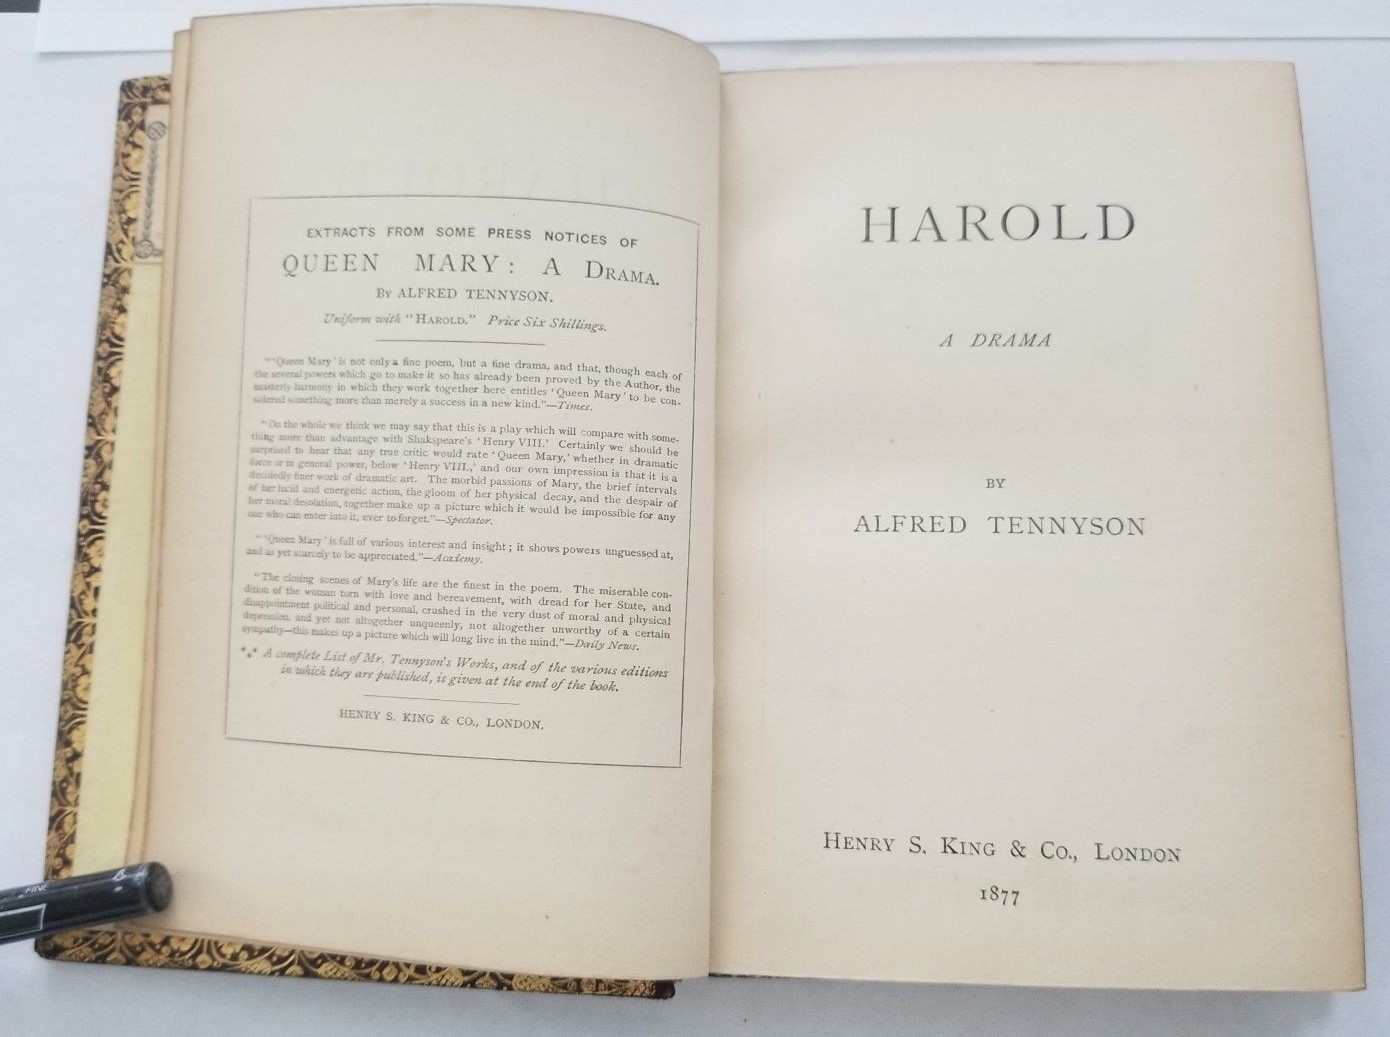 EXTRACTS FROM SOME PRESS NOTICES OF
QUEEN MARY: A DRAMA.
BY ALFRED TENNYSON.
Uniform with "HAROLD." Price Six Shillings.
"'Queen Mary' is not only a fine poem, but a fine drama, and that, though each of
the several powers which go to make it so has already been proved by the Author, the
masterly harmony in which they work together here entitles 'Queen Mary' to be con-
sidered something more than merely a success in a new kind."—Times.
"On the whole we think we may say that this is a play which will compare with some-
thing more than advantage with Shakspeare's 'Henry VIII.' Certainly we should be
surprised to hear that any true critic would rate 'Queen Mary,' whether in dramatic
force or in general power, below 'Henry VIII.,' and our own impression is that it is a
decidedly finer work of dramatic art. The morbid passions of Mary, the brief intervals
of her lucid and energetic action, the gloom of her physical decay, and the despair of
her moral desolation, together make up a picture which it would be impossible for any
one who can enter into it, ever to forget."—Spectator.
"'Queen Mary' is full of various interest and insight; it shows powers unguessed at,
and as yet scarcely to be appreciated."—Academy.
"The closing scenes of Mary's life are the finest in the poem. The miserable con-
dition of the woman torn with love and bereavement, with dread for her State, and
disappointment political and personal, crushed in the very dust of moral and physical
depression, and yet not altogether unqueenly, not altogether unworthy of a certain
sympathy—this makes up a picture which will long live in the mind."—Daily News.
*** A complete List of Mr. Tennyson's Works, and of the various editions
in which they are published, is given at the end of the book.
HENRY S. KING & CO., LONDON.
HAROLD
A DRAMA
BY
ALFRED TENNYSON
HENRY S. KING & CO., LONDON
1877
FINE